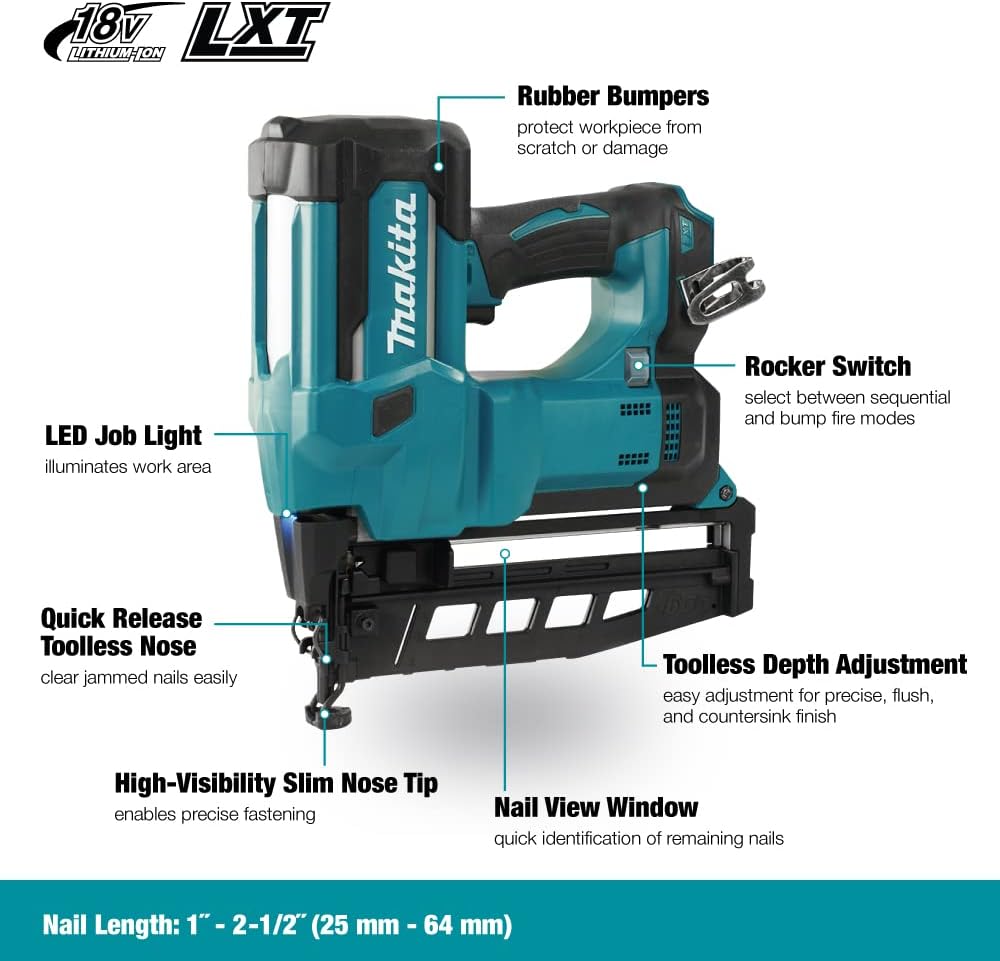 18V
LITHIUM-ION
LXT
Rubber Bumpers
protect workpiece from
scratch or damage
Makita
LXT
Rocker Switch
select between sequential
and bump fire modes
LED Job Light
illuminates work area
Quick Release
Toolless Nose
clear jammed nails easily
Toolless Depth Adjustment
easy adjustment for precise, flush,
and countersink finish
High-Visibility Slim Nose Tip
enables precise fastening
Nail View Window
quick identification of remaining nails
Nail Length: 1˝ - 2-1/2˝ (25 mm - 64 mm)